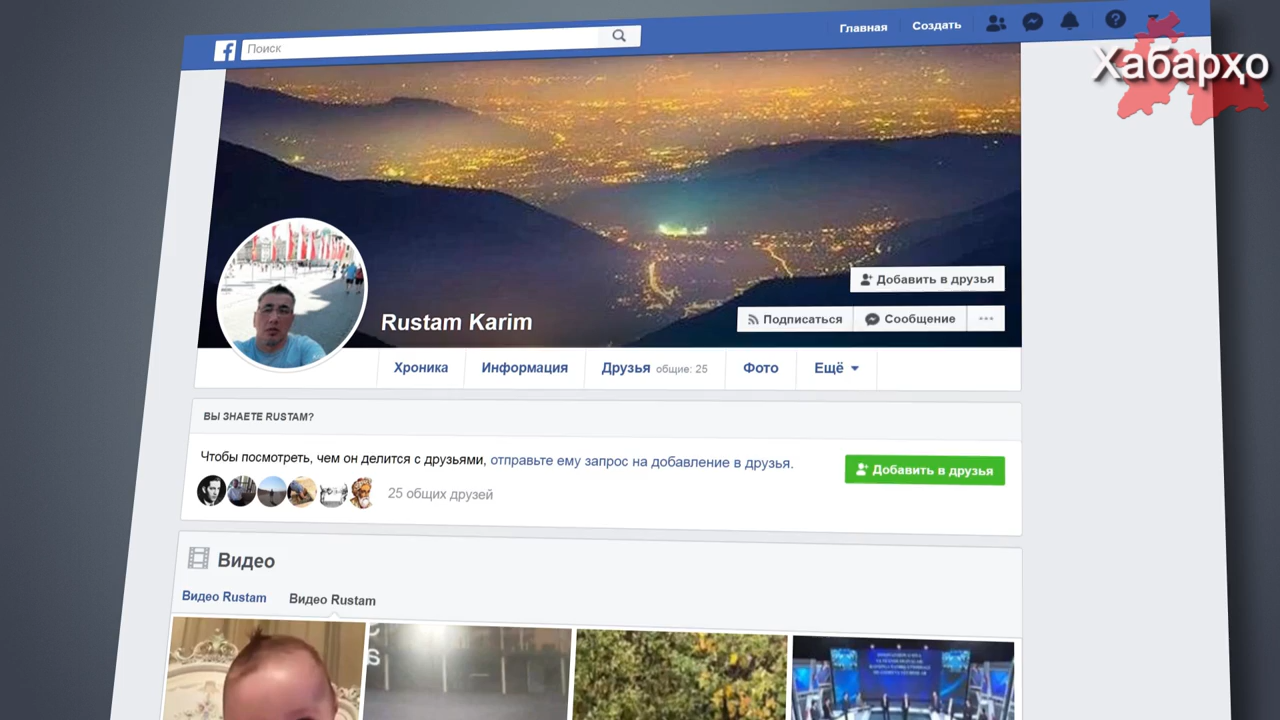 Поиск
Главная
Создать
Хабарҳо
Добавить в друзья
Rustam Karim
Подписаться
Сообщение
Хроника
Информация
Друзья общие: 25
Фото
Ещё
ВЫ ЗНАЕТЕ RUSTAM?
Чтобы посмотреть, чем он делится с друзьями, отправьте ему запрос на добавление в друзья.
Добавить в друзья
25 общих друзей
Видео
Видео Rustam
Видео Rustam